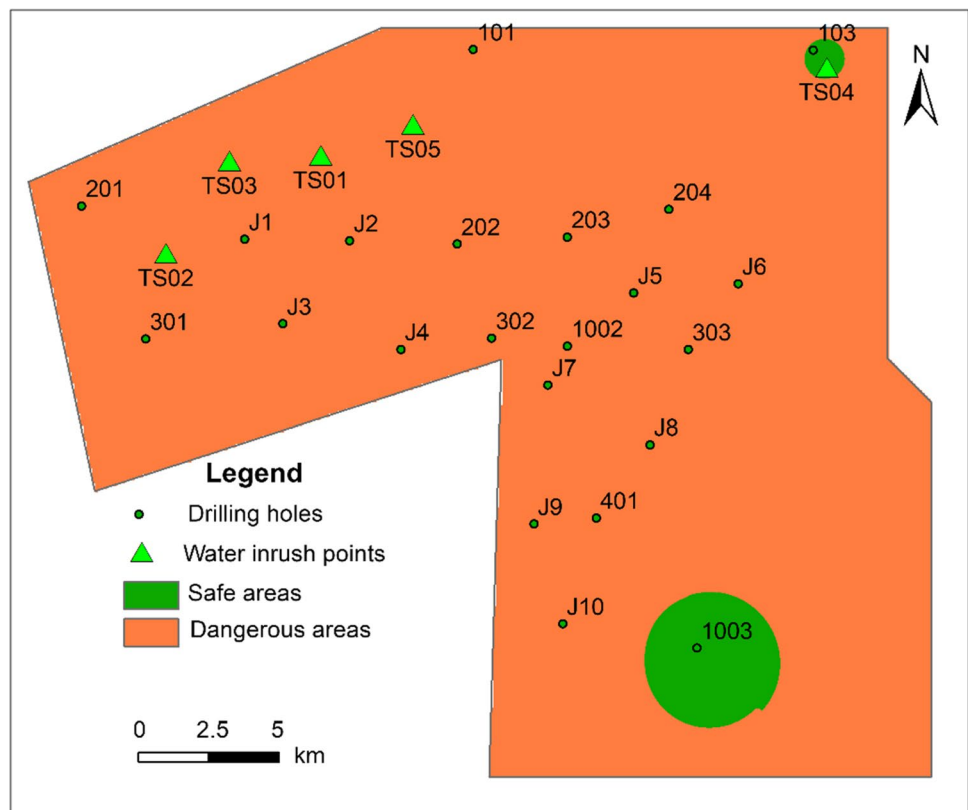 101
103
N
TS04
TS05
TS03
TS01
201
204
J1
J2
202
203
TS02
J5
J6
301
J3
J4
302
1002
303
J7
J8
Legend
Drilling holes
J9
401
Water inrush points
Safe areas
Dangerous areas
J10
1003
0 2.5 5
km